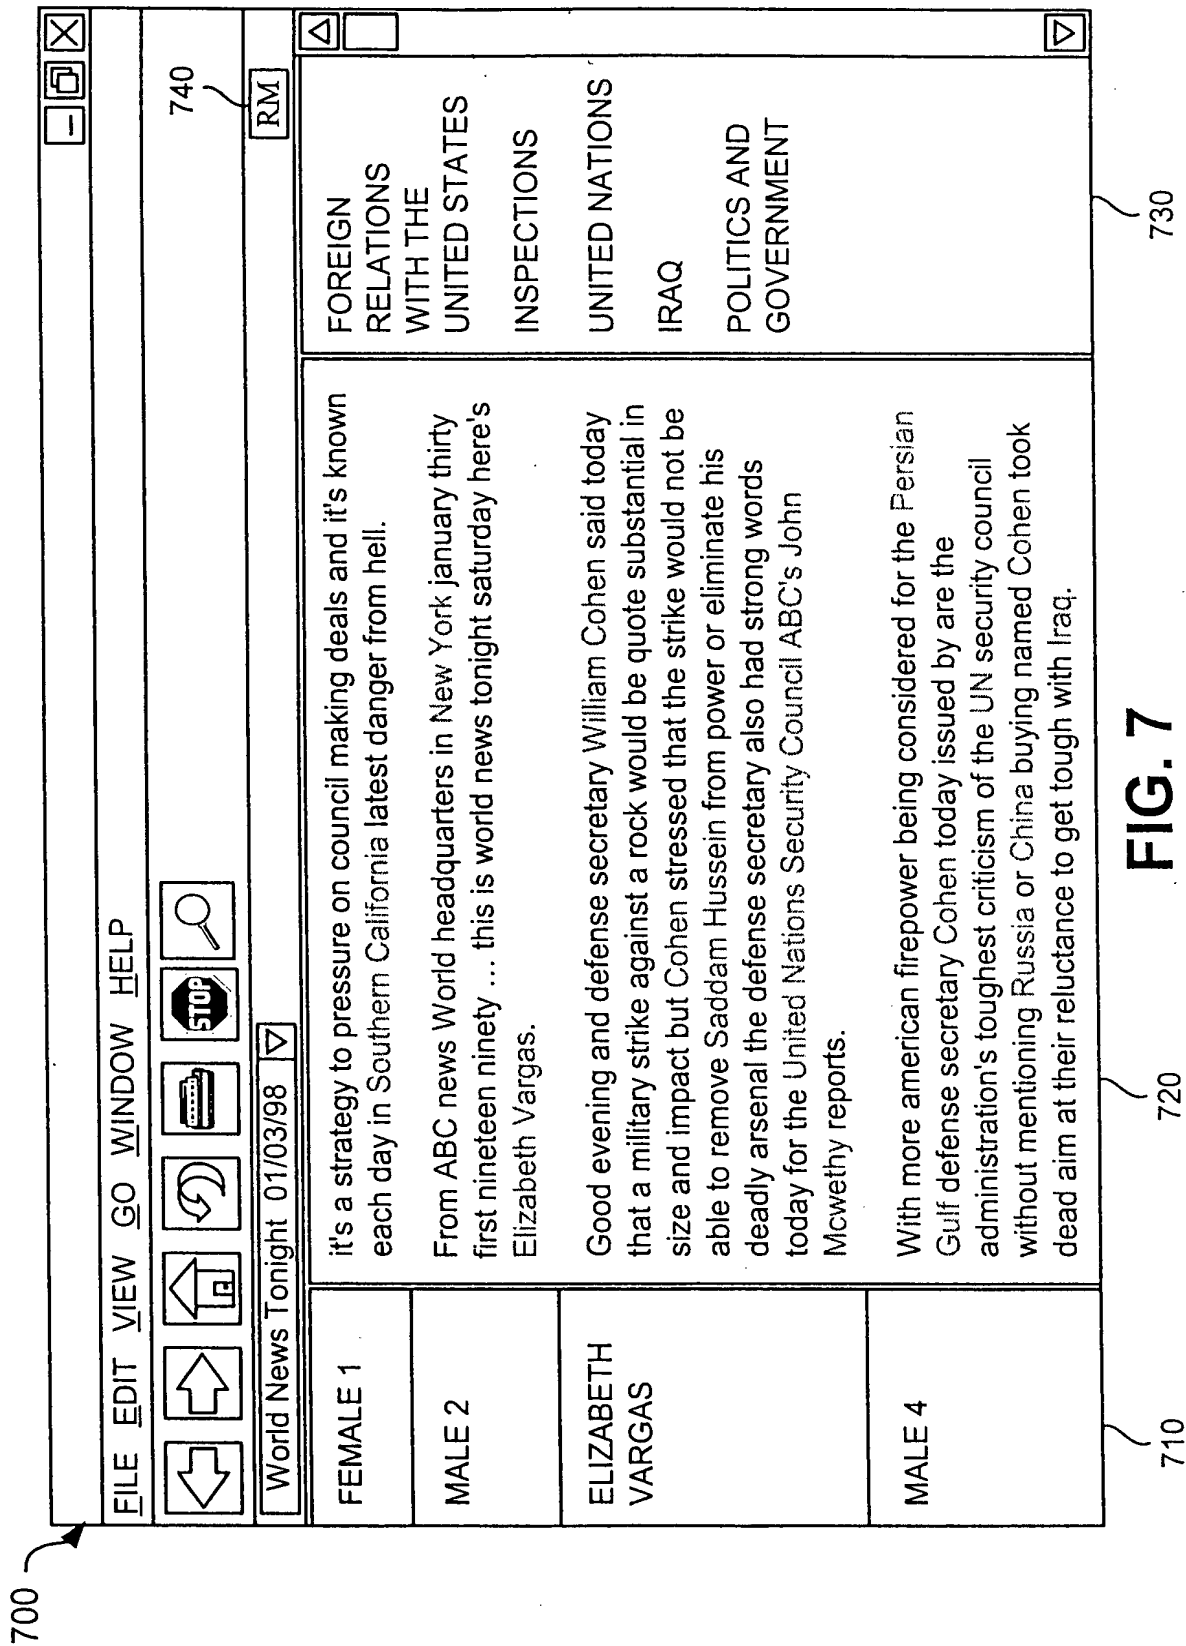 700
FILE EDIT VIEW GO WINDOW HELP
STOP
740
World News Tonight 01/03/98
RM
FEMALE 1
it's a strategy to pressure on council making deals and it's known
each day in Southern California latest danger from hell.
MALE 2
From ABC news World headquarters in New York january thirty
first nineteen ninety ... this is world news tonight saturday here's
Elizabeth Vargas.
ELIZABETH
VARGAS
Good evening and defense secretary William Cohen said today
that a military strike against a rock would be quote substantial in
size and impact but Cohen stressed that the strike would not be
able to remove Saddam Hussein from power or eliminate his
deadly arsenal the defense secretary also had strong words
today for the United Nations Security Council ABC's John
Mcwethy reports.
MALE 4
With more american firepower being considered for the Persian
Gulf defense secretary Cohen today issued by are the
administration's toughest criticism of the UN security council
without mentioning Russia or China buying named Cohen took
dead aim at their reluctance to get tough with Iraq.
FOREIGN
RELATIONS
WITH THE
UNITED STATES
INSPECTIONS
UNITED NATIONS
IRAQ
POLITICS AND
GOVERNMENT
710
720
730
FIG. 7